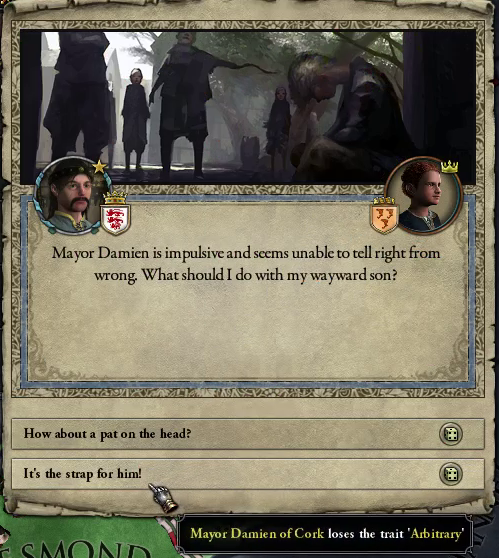 Mayor Damien is impulsive and seems unable to tell right from
wrong. What should I do with my wayward son?
How about a pat on the head?
It's the strap for him!
Mayor Damien of Cork loses the trait 'Arbitrary'
SMOND